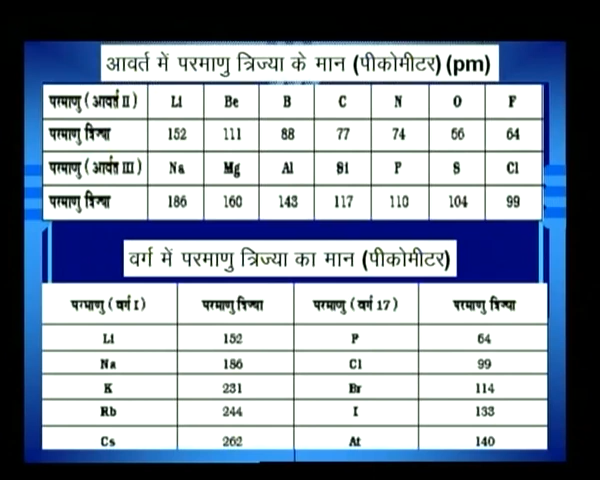 आवर्त में परमाणु त्रिज्या के मान (पीकोमीटर) (pm)
परमाणु (आवर्त II) Li Be B C N O F
परमाणु त्रिज्या 152 111 88 77 74 66 64
परमाणु (आवर्त III) Na Mg Al Si P S Cl
परमाणु त्रिज्या 186 160 143 117 110 104 99
वर्ग में परमाणु त्रिज्या का मान (पीकोमीटर)
परमाणु (वर्ग I) परमाणु त्रिज्या परमाणु (वर्ग 17) परमाणु त्रिज्या
Li 152 F 64
Na 186 Cl 99
K 231 Br 114
Rb 244 I 133
Cs 262 At 140